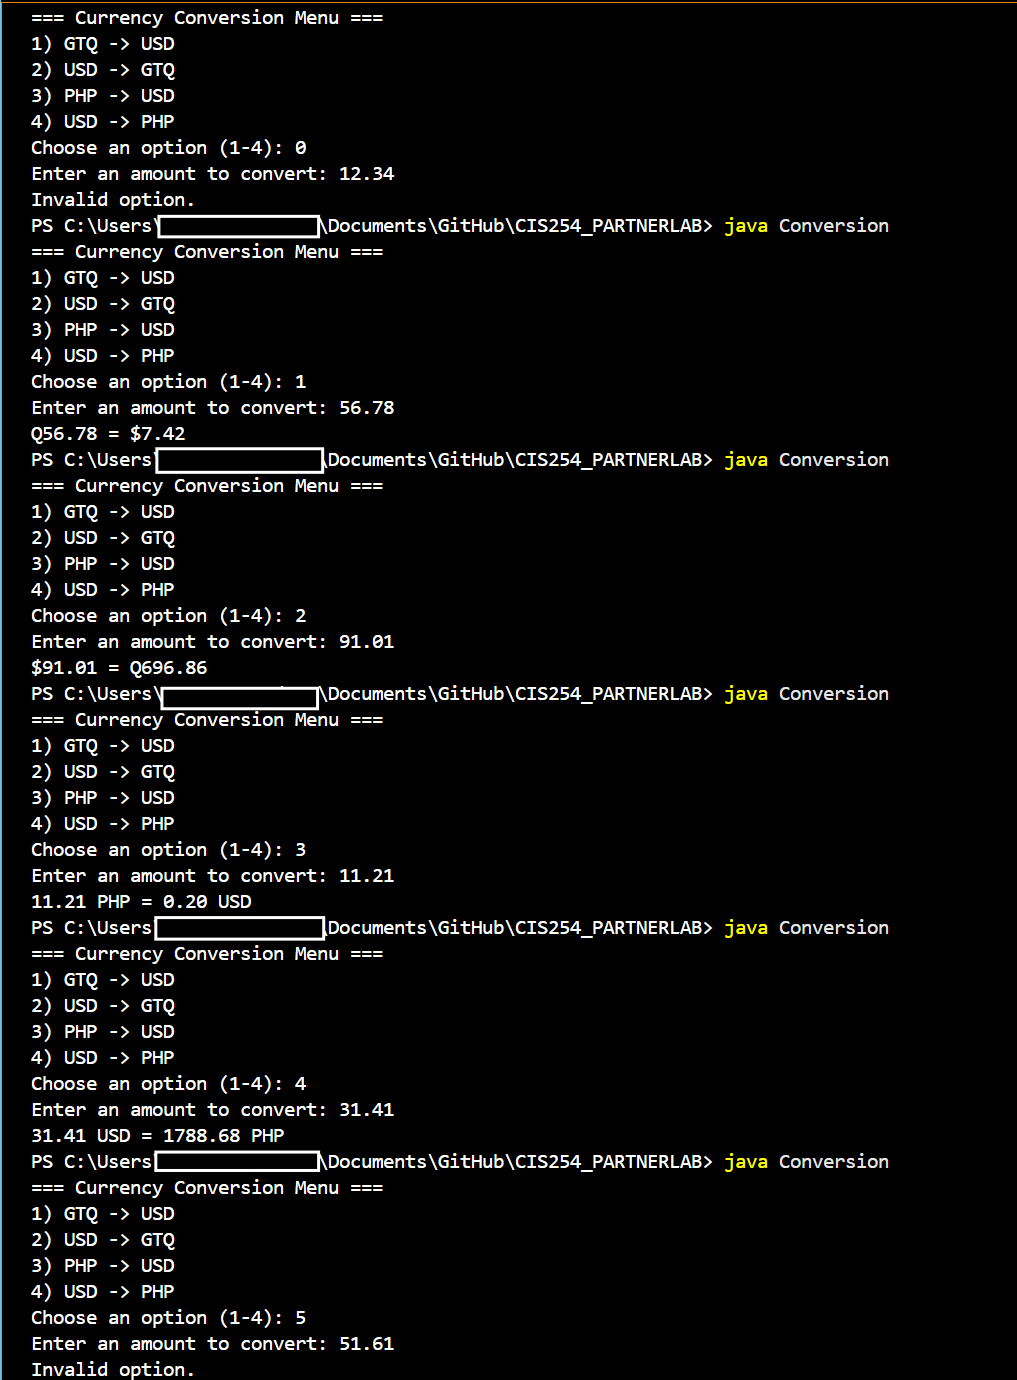 === Currency Conversion Menu ===
1) GTQ -> USD
2) USD -> GTQ
3) PHP -> USD
4) USD -> PHP
Choose an option (1-4): 0
Enter an amount to convert: 12.34
Invalid option.
PS C:\Users\ \Documents\GitHub\CIS254_PARTNERLAB> java Conversion
=== Currency Conversion Menu ===
1) GTQ -> USD
2) USD -> GTQ
3) PHP -> USD
4) USD -> PHP
Choose an option (1-4): 1
Enter an amount to convert: 56.78
Q56.78 = $7.42
PS C:\Users\ \Documents\GitHub\CIS254_PARTNERLAB> java Conversion
=== Currency Conversion Menu ===
1) GTQ -> USD
2) USD -> GTQ
3) PHP -> USD
4) USD -> PHP
Choose an option (1-4): 2
Enter an amount to convert: 91.01
$91.01 = Q696.86
PS C:\Users\ \Documents\GitHub\CIS254_PARTNERLAB> java Conversion
=== Currency Conversion Menu ===
1) GTQ -> USD
2) USD -> GTQ
3) PHP -> USD
4) USD -> PHP
Choose an option (1-4): 3
Enter an amount to convert: 11.21
11.21 PHP = 0.20 USD
PS C:\Users \Documents\GitHub\CIS254_PARTNERLAB> java Conversion
=== Currency Conversion Menu ===
1) GTQ -> USD
2) USD -> GTQ
3) PHP -> USD
4) USD -> PHP
Choose an option (1-4): 4
Enter an amount to convert: 31.41
31.41 USD = 1788.68 PHP
PS C:\Users \Documents\GitHub\CIS254_PARTNERLAB> java Conversion
=== Currency Conversion Menu ===
1) GTQ -> USD
2) USD -> GTQ
3) PHP -> USD
4) USD -> PHP
Choose an option (1-4): 5
Enter an amount to convert: 51.61
Invalid option.